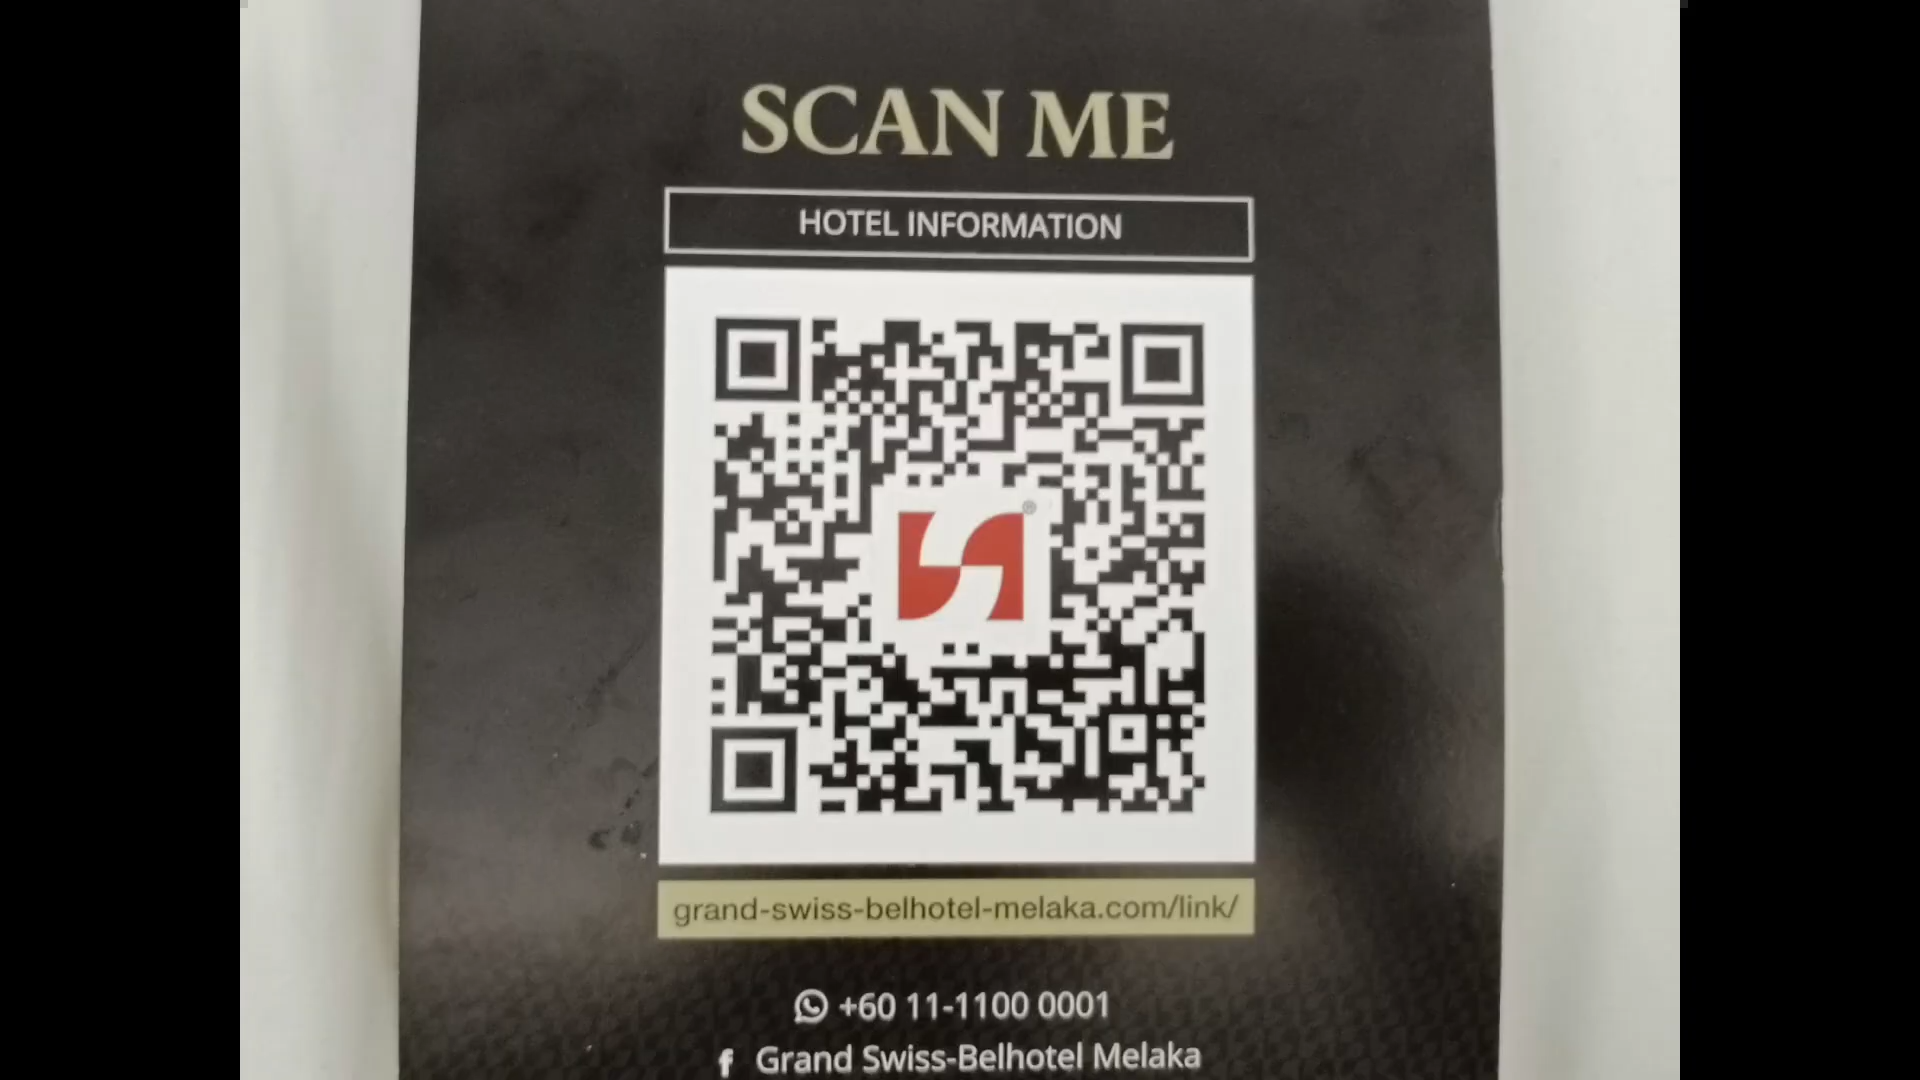 SCAN ME
HOTEL INFORMATION
®
grand-swiss-belhotel-melaka.com/link/
+60 11-1100 0001
f Grand Swiss-Belhotel Melaka